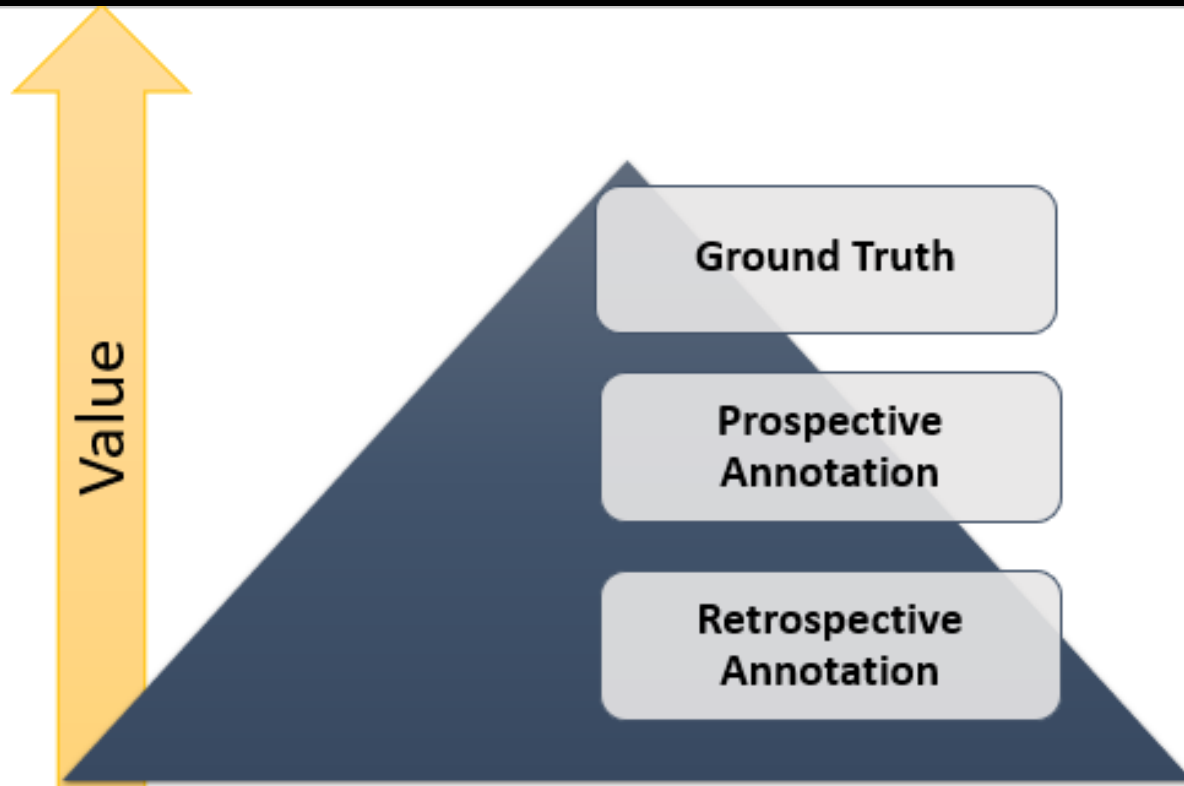 Value
Ground Truth
Prospective
Annotation
Retrospective
Annotation